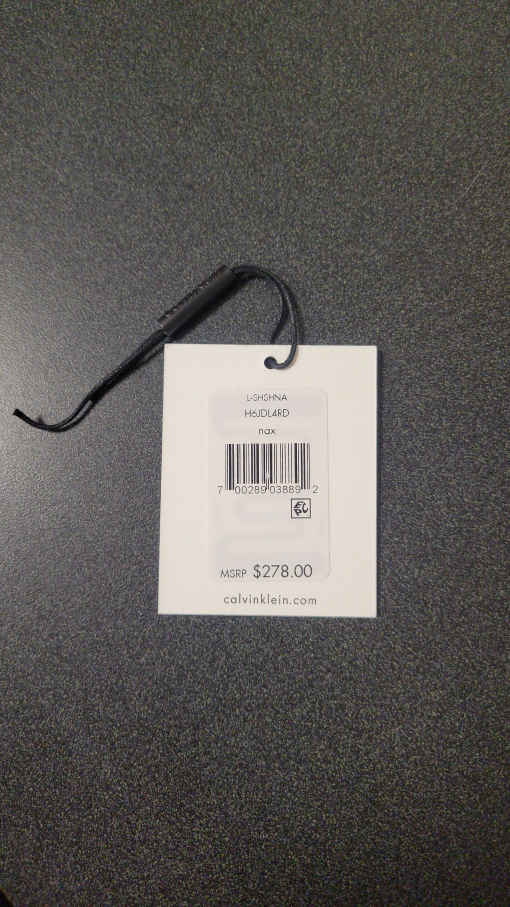 L-SHSHNA
H6JDL4RD
nax
7 00289 03889 2
MSRP $278.00
calvinklein.com